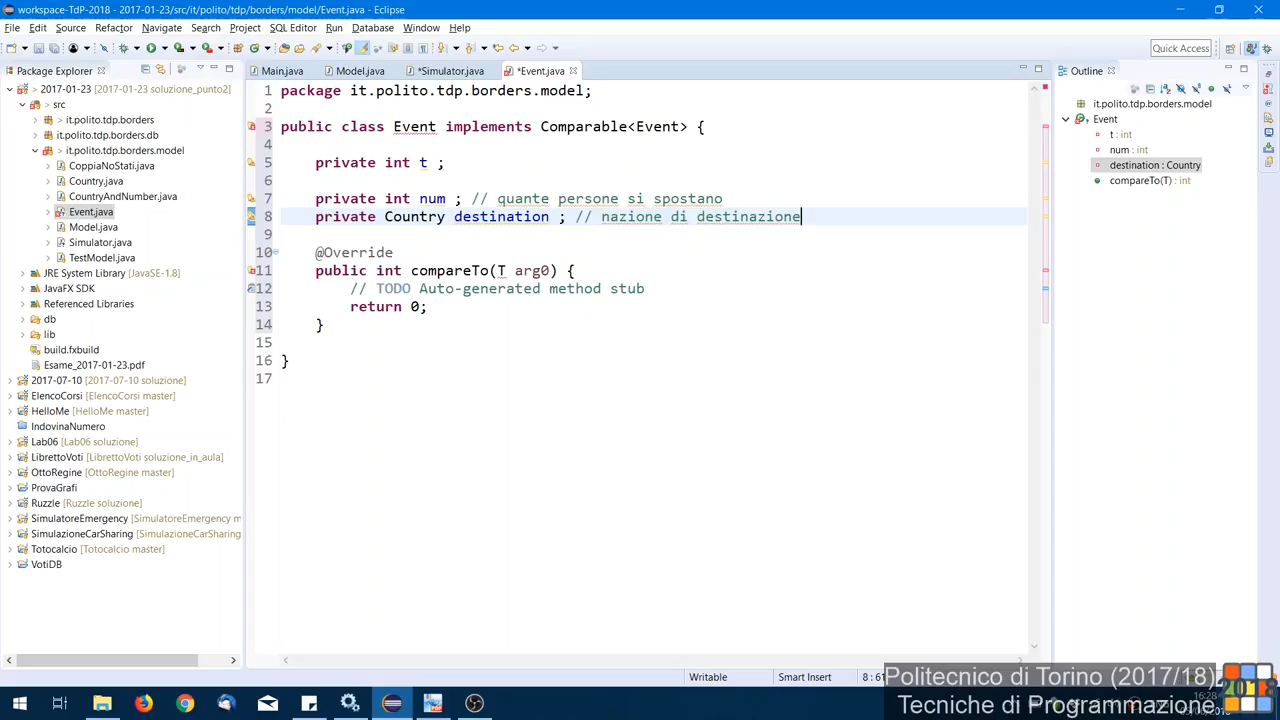 workspace-TdP-2018 - 2017-01-23/src/it/polito/tdp/borders/model/Event.java - Eclipse
File Edit Source Refactor Navigate Search Project SQL Editor Run Database Window Help
Quick Access
Package Explorer
Main.java Model.java *Simulator.java *Event.java
Outline
> 2017-01-23 [2017-01-23 soluzione_punto2]
> src
> it.polito.tdp.borders
> it.polito.tdp.borders.db
> it.polito.tdp.borders.model
CoppiaNoStati.java
Country.java
CountryAndNumber.java
Event.java
Model.java
Simulator.java
TestModel.java
JRE System Library [JavaSE-1.8]
JavaFX SDK
Referenced Libraries
db
lib
build.fxbuild
Esame_2017-01-23.pdf
2017-07-10 [2017-07-10 soluzione]
ElencoCorsi [ElencoCorsi master]
HelloMe [HelloMe master]
IndovinaNumero
Lab06 [Lab06 soluzione]
LibrettoVoti [LibrettoVoti soluzione_in_aula]
OttoRegine [OttoRegine master]
ProvaGrafi
Ruzzle [Ruzzle soluzione]
SimulatoreEmergency [SimulatoreEmergency m
SimulazioneCarSharing [SimulazioneCarSharing
Totocalcio [Totocalcio master]
VotiDB
1 package it.polito.tdp.borders.model;
2
3 public class Event implements Comparable<Event> {
4
5 private int t ;
6
7 private int num ; // quante persone si spostano
8 private Country destination ; // nazione di destinazione
9
10 @Override
11 public int compareTo(T arg0) {
12 // TODO Auto-generated method stub
13 return 0;
14 }
15
16 }
17
it.polito.tdp.borders.model
Event
t : int
num : int
destination : Country
compareTo(T) : int
Writable Smart Insert 8 : 61
Politecnico di Torino (2017/18)
Tecniche di Programmazione
2018
16:28